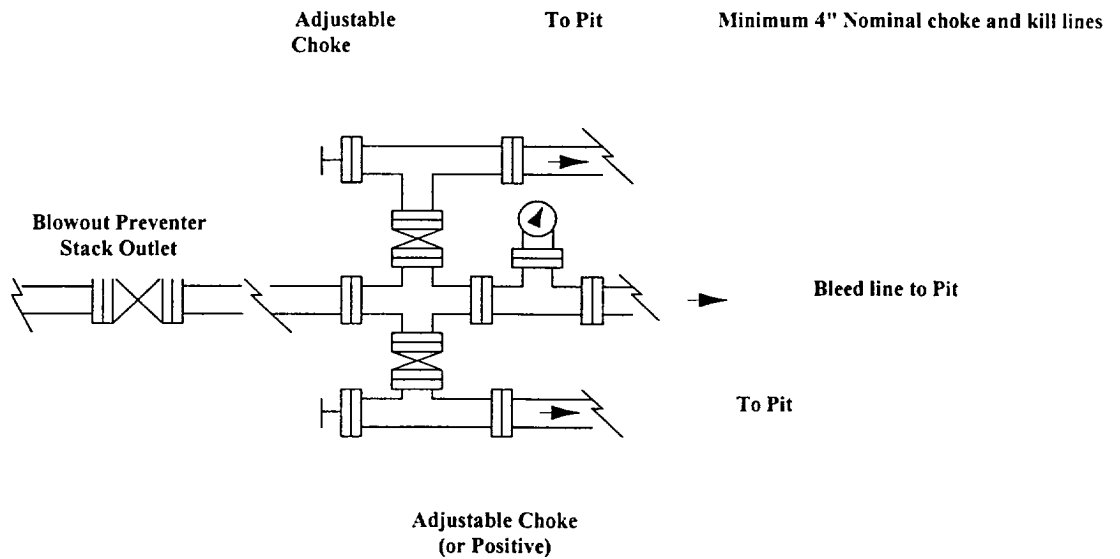 Adjustable
Choke
To Pit
Minimum 4" Nominal choke and kill lines
Blowout Preventer
Stack Outlet
Bleed line to Pit
To Pit
Adjustable Choke
(or Positive)